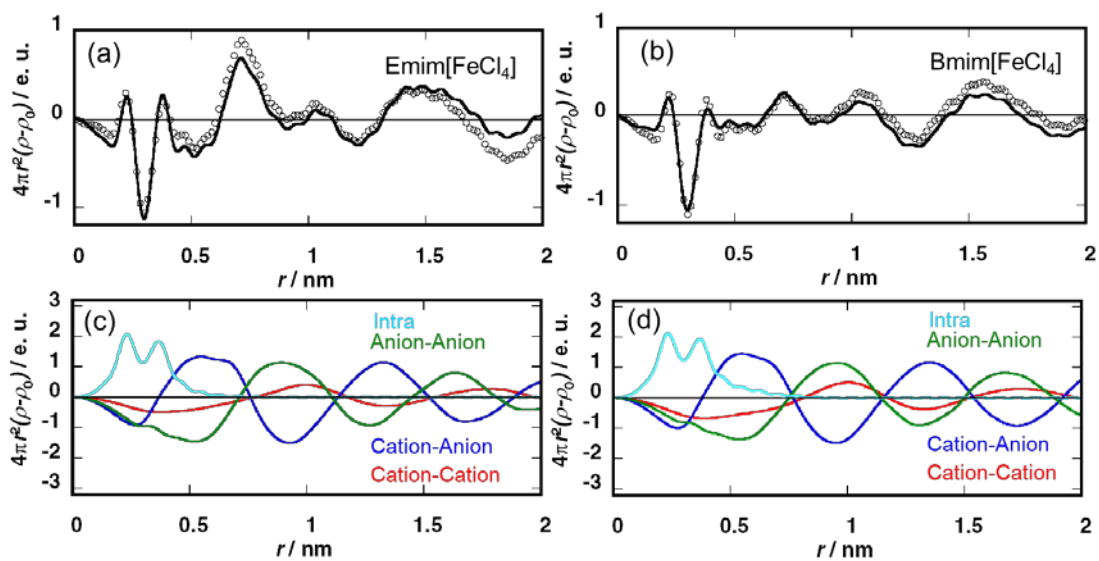 (a)
Emim[FeCl₄]
4πr²(ρ-ρ₀) / e. u.
1
0
-1
0 0.5 1 1.5 2
r / nm
(b)
Bmim[FeCl₄]
4πr²(ρ-ρ₀) / e. u.
1
0
-1
0 0.5 1 1.5 2
r / nm
(c)
Intra
Anion-Anion
Cation-Anion
Cation-Cation
4πr²(ρ-ρ₀) / e. u.
3
2
1
0
-1
-2
-3
0 0.5 1 1.5 2
r / nm
(d)
Intra
Anion-Anion
Cation-Anion
Cation-Cation
4πr²(ρ-ρ₀) / e. u.
3
2
1
0
-1
-2
-3
0 0.5 1 1.5 2
r / nm